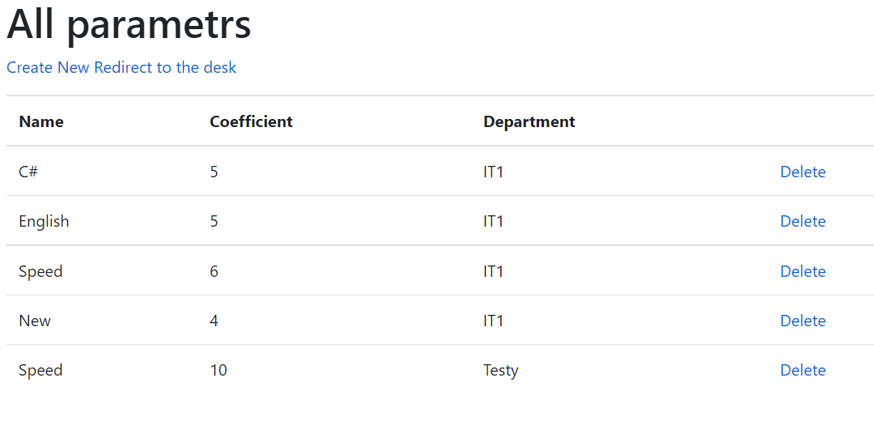 All parametrs
Create New Redirect to the desk
Name Coefficient Department
C# 5 IT1 Delete
English 5 IT1 Delete
Speed 6 IT1 Delete
New 4 IT1 Delete
Speed 10 Testy Delete